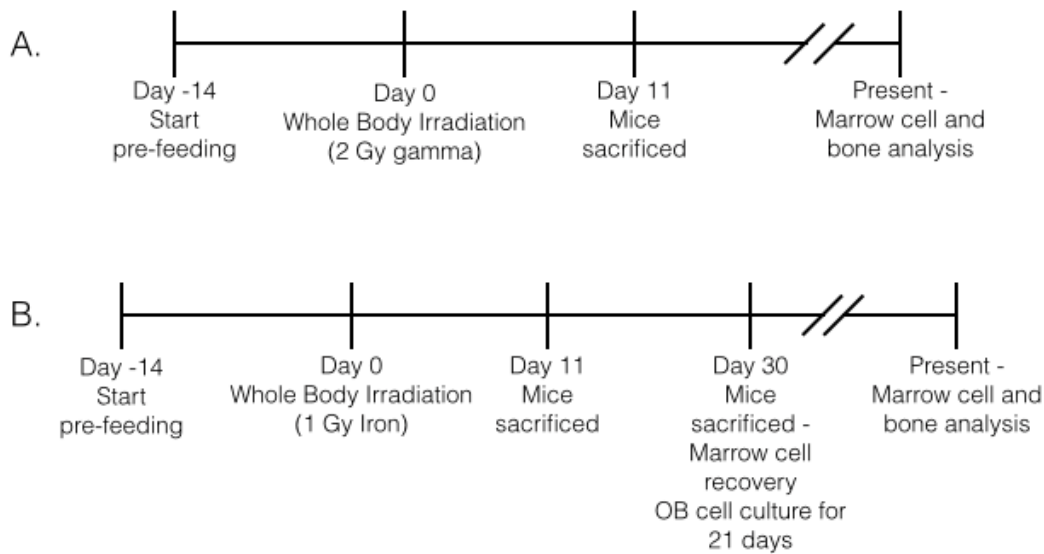 A.
Day -14
Start
pre-feeding
Day 0
Whole Body Irradiation
(2 Gy gamma)
Day 11
Mice
sacrificed
Present -
Marrow cell and
bone analysis
B.
Day -14
Start
pre-feeding
Day 0
Whole Body Irradiation
(1 Gy Iron)
Day 11
Mice
sacrificed
Day 30
Mice
sacrificed -
Marrow cell
recovery
OB cell culture for
21 days
Present -
Marrow cell and
bone analysis